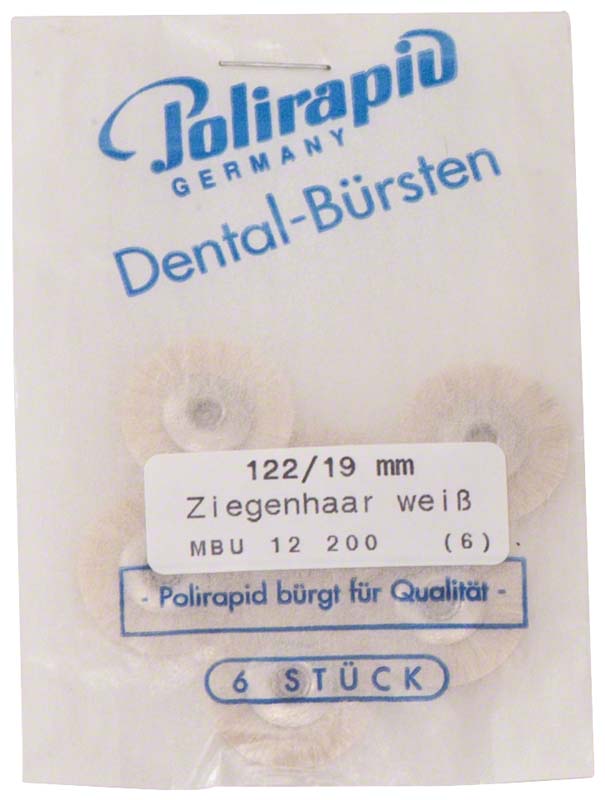 Polirapid
GERMANY
Dental-Bürsten
122/19 mm
Ziegenhaar weiß
MBU 12 200 (6)
- Polirapid bürgt für Qualität -
6 STÜCK